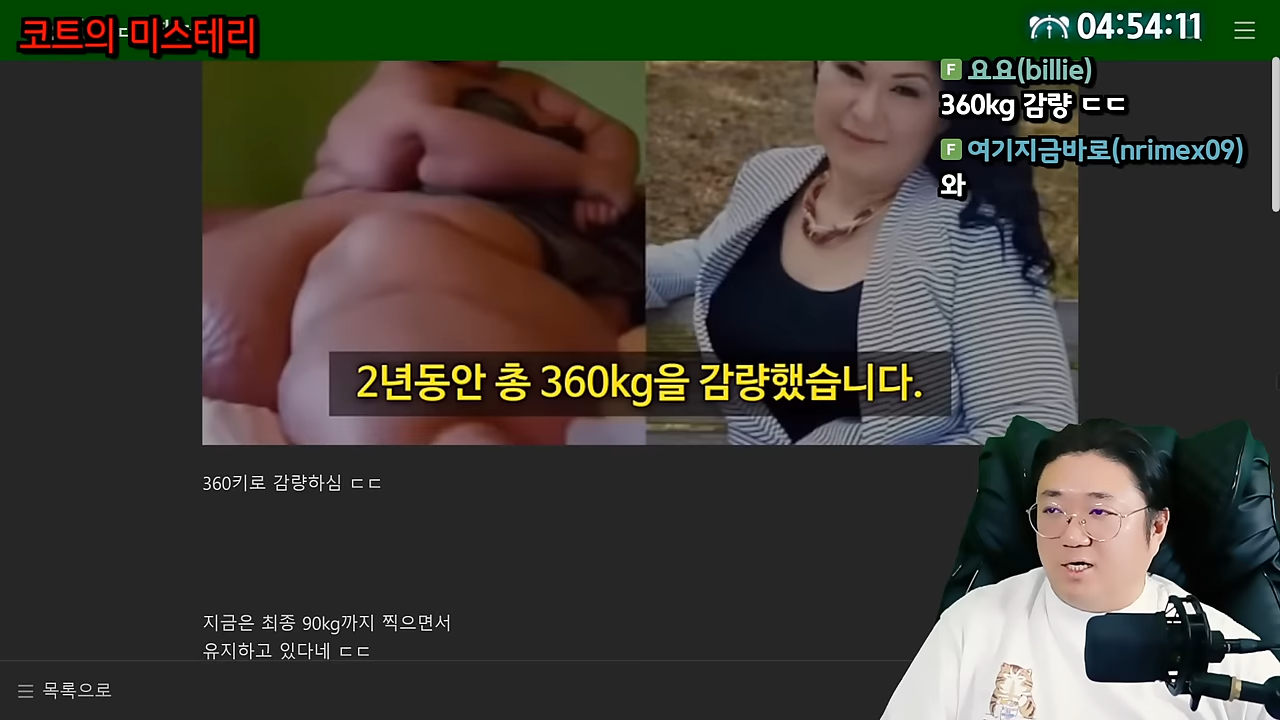 코트의 미스테리
04:54:11
F 요요(billie)
360kg 감량 ㄷㄷ
F 여기지금바로(nrimex09)
와
2년동안 총 360kg을 감량했습니다.
360키로 감량하심 ㄷㄷ
지금은 최종 90kg까지 찍으면서
유지하고 있다네 ㄷㄷ
목록으로